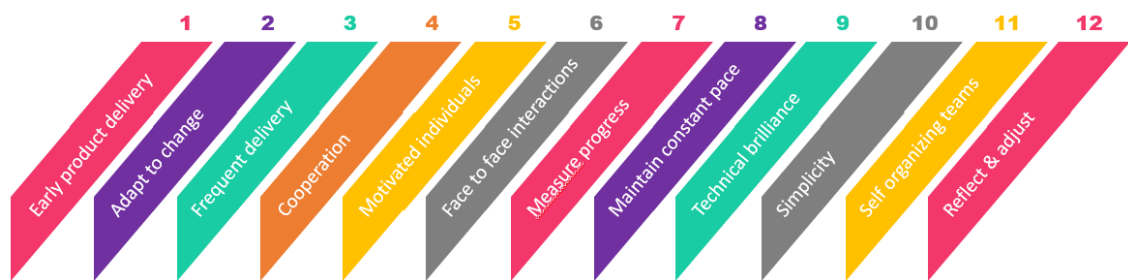 1 2 3 4 5 6 7 8 9 10 11 12
Early product delivery
Adapt to change
Frequent delivery
Cooperation
Motivated individuals
Face to face interactions
Measure progress
Maintain constant pace
Technical brilliance
Simplicity
Self organizing teams
Reflect & adjust